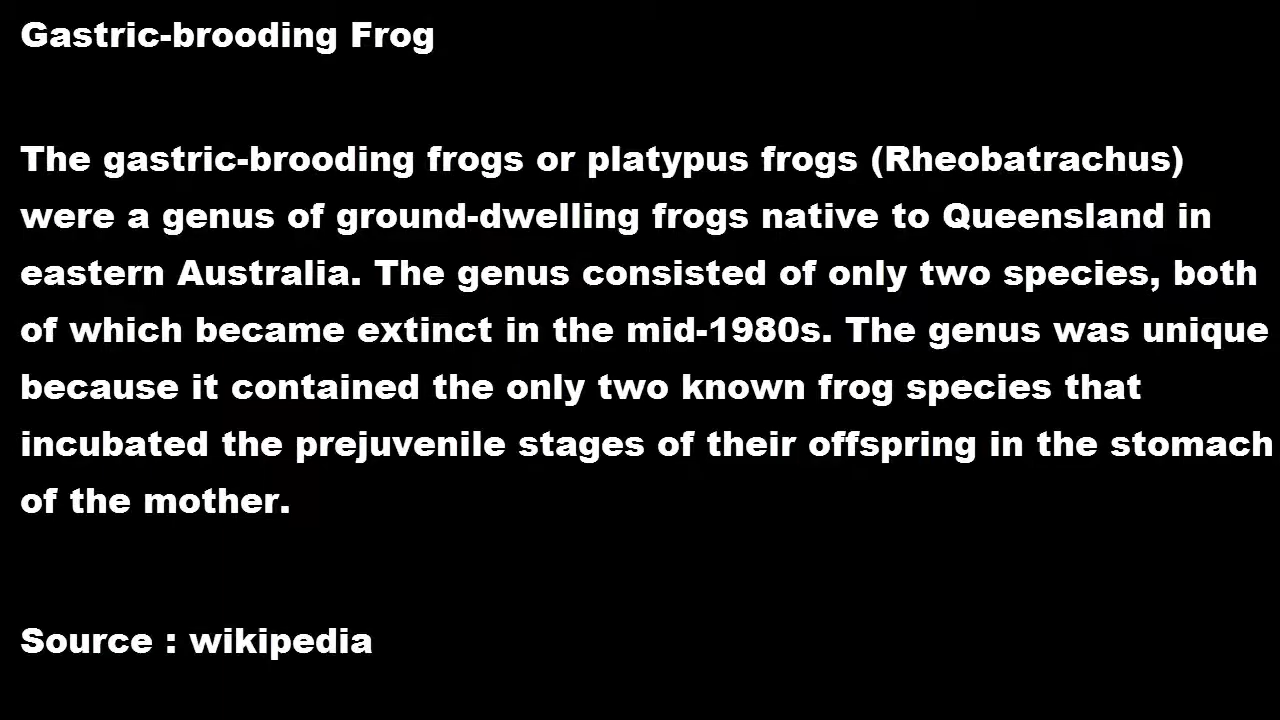 Gastric-brooding Frog
The gastric-brooding frogs or platypus frogs (Rheobatrachus)
were a genus of ground-dwelling frogs native to Queensland in
eastern Australia. The genus consisted of only two species, both
of which became extinct in the mid-1980s. The genus was unique
because it contained the only two known frog species that
incubated the prejuvenile stages of their offspring in the stomach
of the mother.
Source : wikipedia